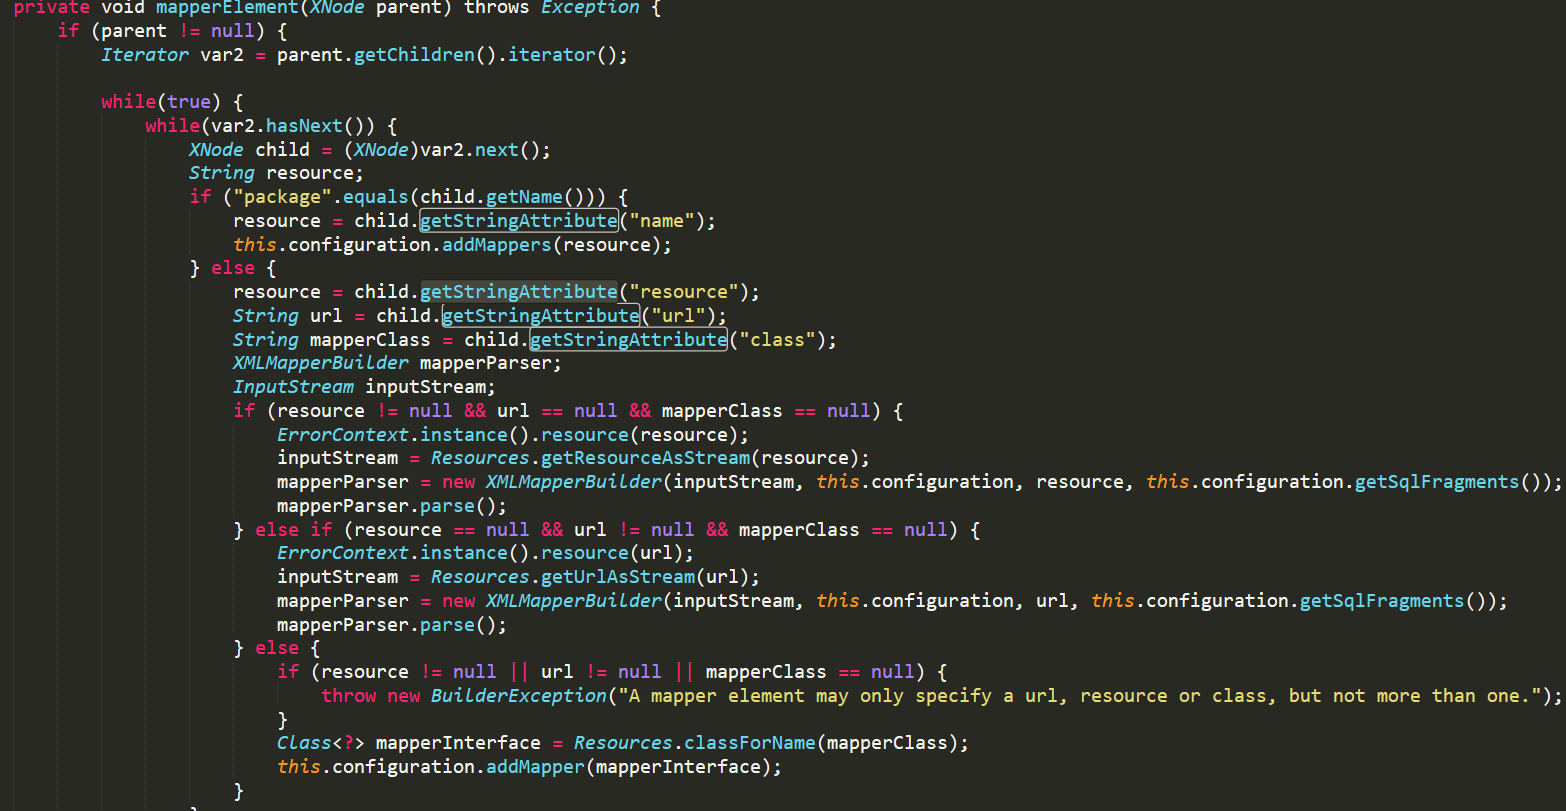 private void mapperElement(XNode parent) throws Exception {
if (parent != null) {
Iterator var2 = parent.getChildren().iterator();
while(true) {
while(var2.hasNext()) {
XNode child = (XNode)var2.next();
String resource;
if ("package".equals(child.getName())) {
resource = child.getStringAttribute("name");
this.configuration.addMappers(resource);
} else {
resource = child.getStringAttribute("resource");
String url = child.getStringAttribute("url");
String mapperClass = child.getStringAttribute("class");
XMLMapperBuilder mapperParser;
InputStream inputStream;
if (resource != null && url == null && mapperClass == null) {
ErrorContext.instance().resource(resource);
inputStream = Resources.getResourceAsStream(resource);
mapperParser = new XMLMapperBuilder(inputStream, this.configuration, resource, this.configuration.getSqlFragments());
mapperParser.parse();
} else if (resource == null && url != null && mapperClass == null) {
ErrorContext.instance().resource(url);
inputStream = Resources.getUrlAsStream(url);
mapperParser = new XMLMapperBuilder(inputStream, this.configuration, url, this.configuration.getSqlFragments());
mapperParser.parse();
} else {
if (resource != null || url != null || mapperClass == null) {
throw new BuilderException("A mapper element may only specify a url, resource or class, but not more than one.");
}
Class<?> mapperInterface = Resources.classForName(mapperClass);
this.configuration.addMapper(mapperInterface);
}